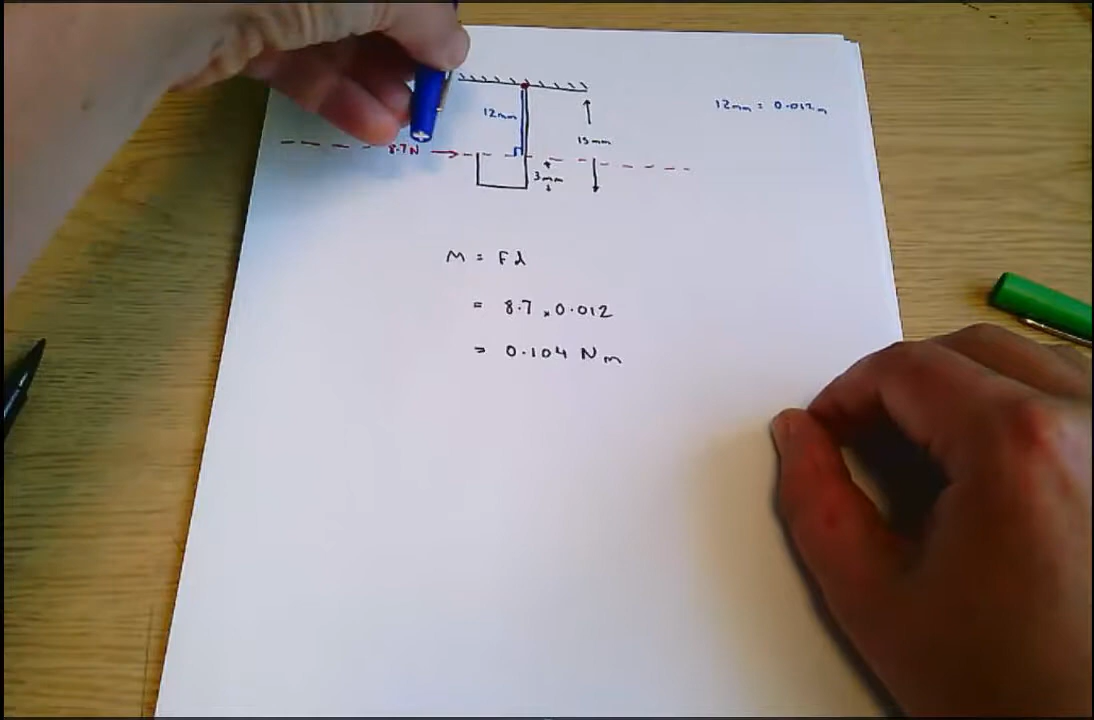 12mm
12mm = 0.012m
15mm
8.7N
3mm
M = Fd
= 8.7 × 0.012
= 0.104 Nm